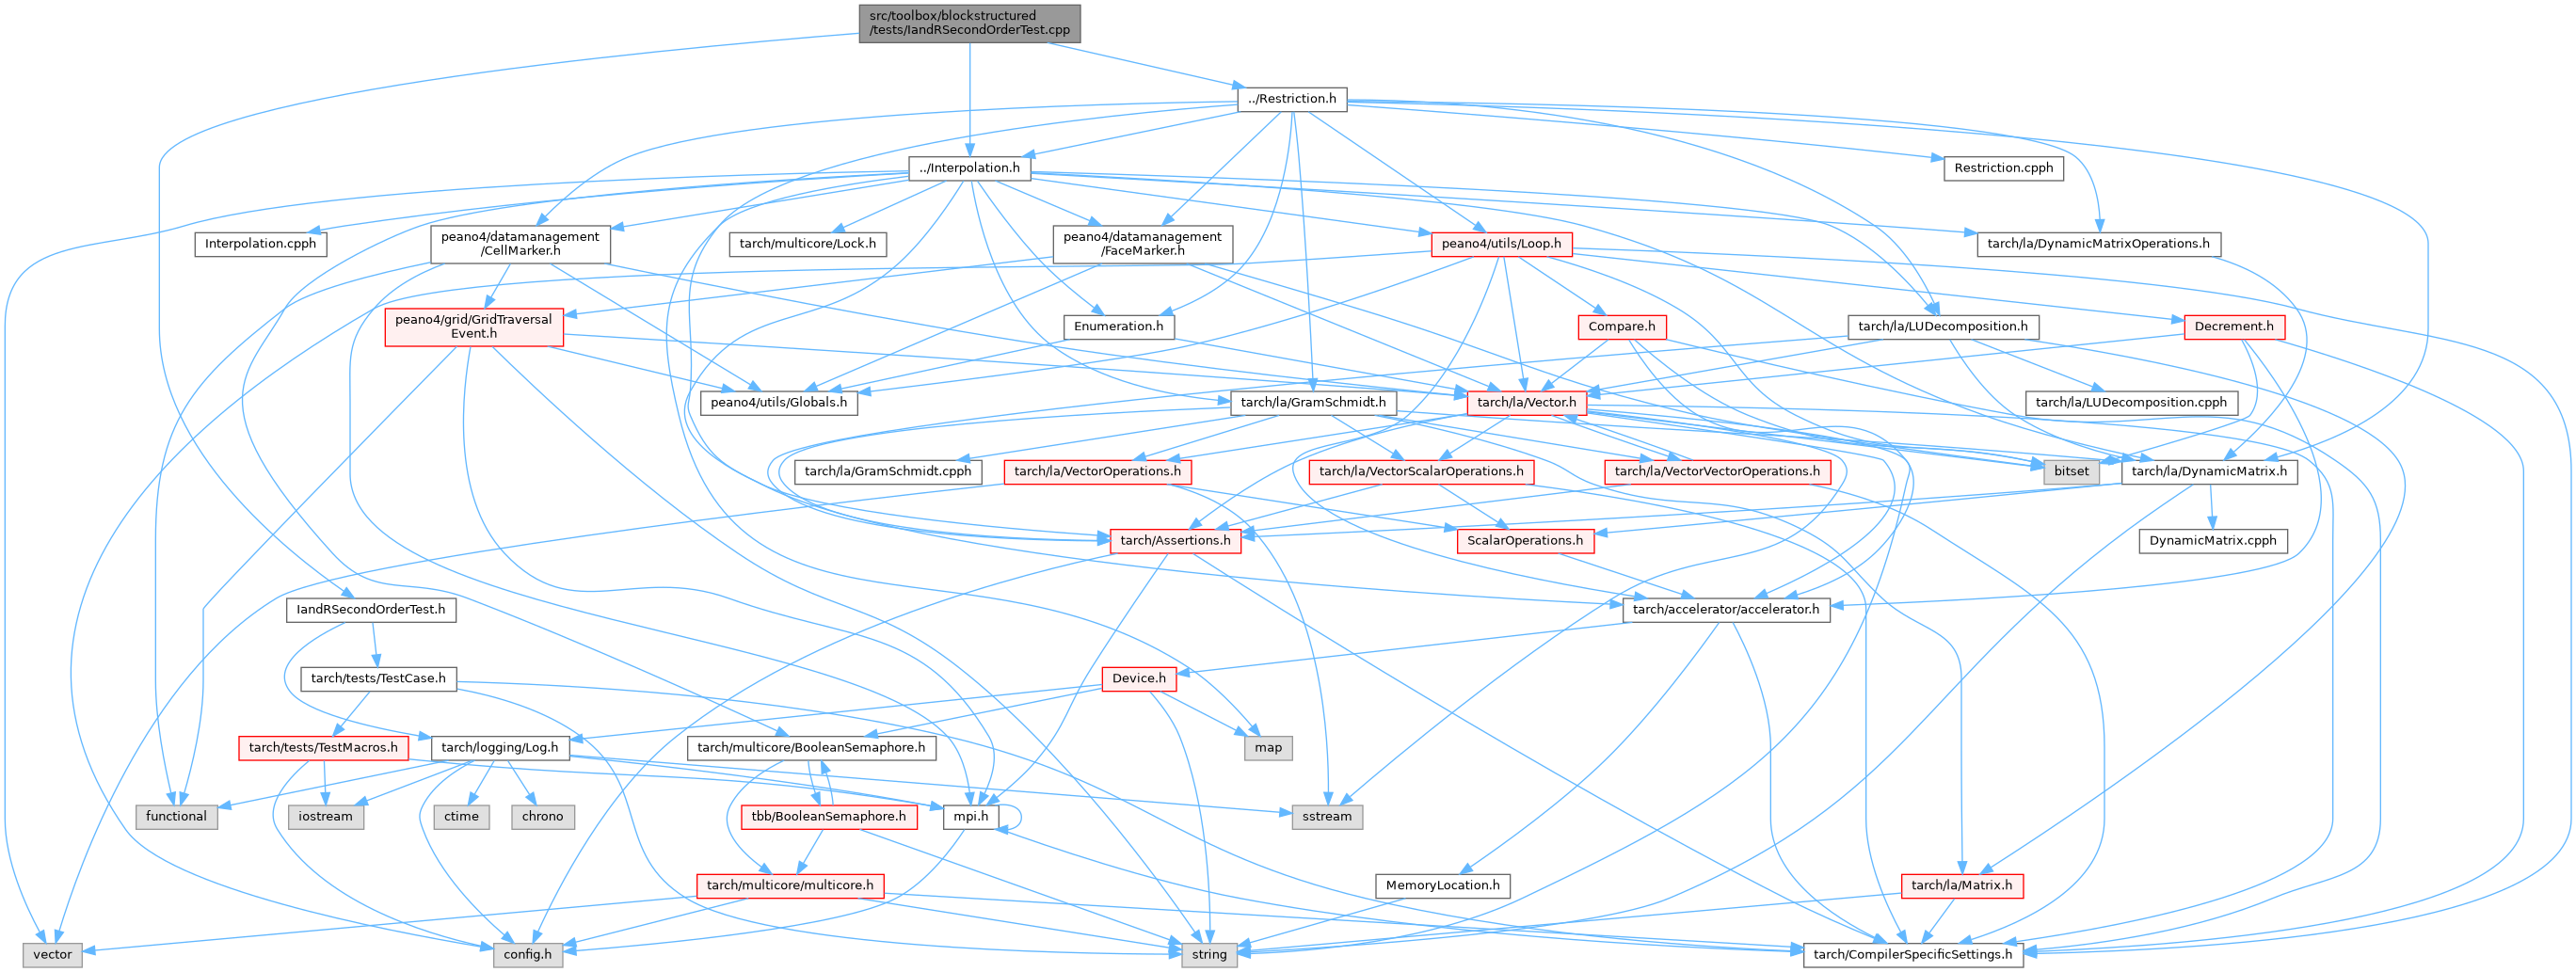 src/toolbox/blockstructured
/tests/IandRSecondOrderTest.cpp
../Restriction.h
../Interpolation.h
Restriction.cpph
Interpolation.cpph
peano4/datamanagement
/CellMarker.h
tarch/multicore/Lock.h
peano4/datamanagement
/FaceMarker.h
peano4/utils/Loop.h
tarch/la/DynamicMatrixOperations.h
peano4/grid/GridTraversal
Event.h
Enumeration.h
Compare.h
tarch/la/LUDecomposition.h
Decrement.h
peano4/utils/Globals.h
tarch/la/GramSchmidt.h
tarch/la/Vector.h
tarch/la/LUDecomposition.cpph
tarch/la/GramSchmidt.cpph
tarch/la/VectorOperations.h
tarch/la/VectorScalarOperations.h
tarch/la/VectorVectorOperations.h
bitset
tarch/la/DynamicMatrix.h
tarch/Assertions.h
ScalarOperations.h
DynamicMatrix.cpph
IandRSecondOrderTest.h
tarch/accelerator/accelerator.h
tarch/tests/TestCase.h
Device.h
tarch/tests/TestMacros.h
tarch/logging/Log.h
tarch/multicore/BooleanSemaphore.h
map
functional
iostream
ctime
chrono
tbb/BooleanSemaphore.h
mpi.h
sstream
tarch/multicore/multicore.h
MemoryLocation.h
tarch/la/Matrix.h
vector
config.h
string
tarch/CompilerSpecificSettings.h